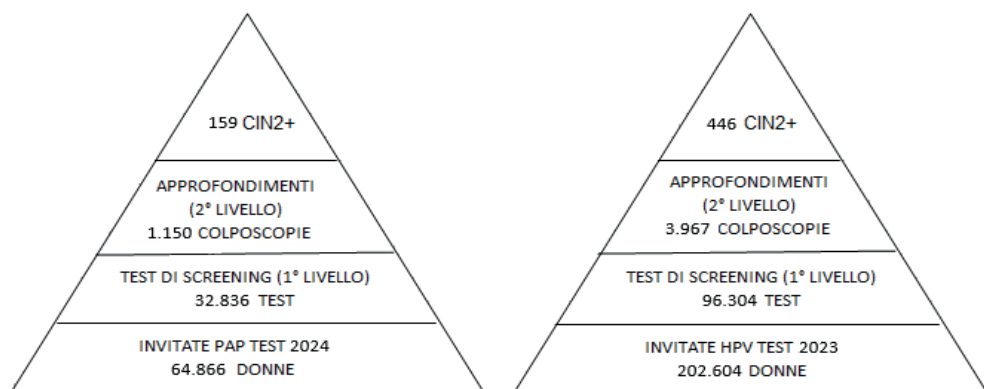 159 CIN2+
APPROFONDIMENTI
(2° LIVELLO)
1.150 COLPOSCOPIE
TEST DI SCREENING (1° LIVELLO)
32.836 TEST
INVITATE PAP TEST 2024
64.866 DONNE
446 CIN2+
APPROFONDIMENTI
(2° LIVELLO)
3.967 COLPOSCOPIE
TEST DI SCREENING (1° LIVELLO)
96.304 TEST
INVITATE HPV TEST 2023
202.604 DONNE